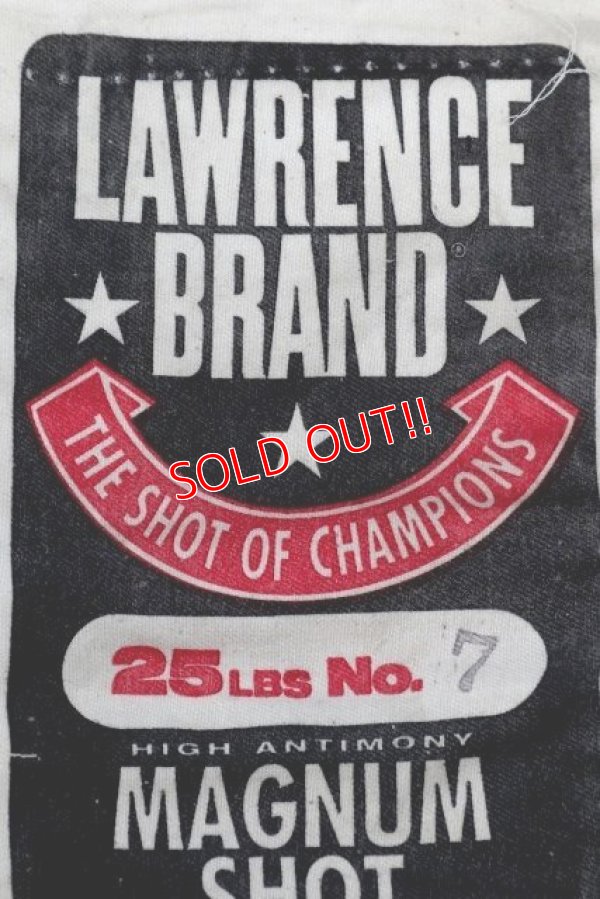 LAWRENCE
BRAND®
SOLD OUT!!
THE SHOT OF CHAMPIONS
25 LBS No. 7
HIGH ANTIMONY
MAGNUM
SHOT